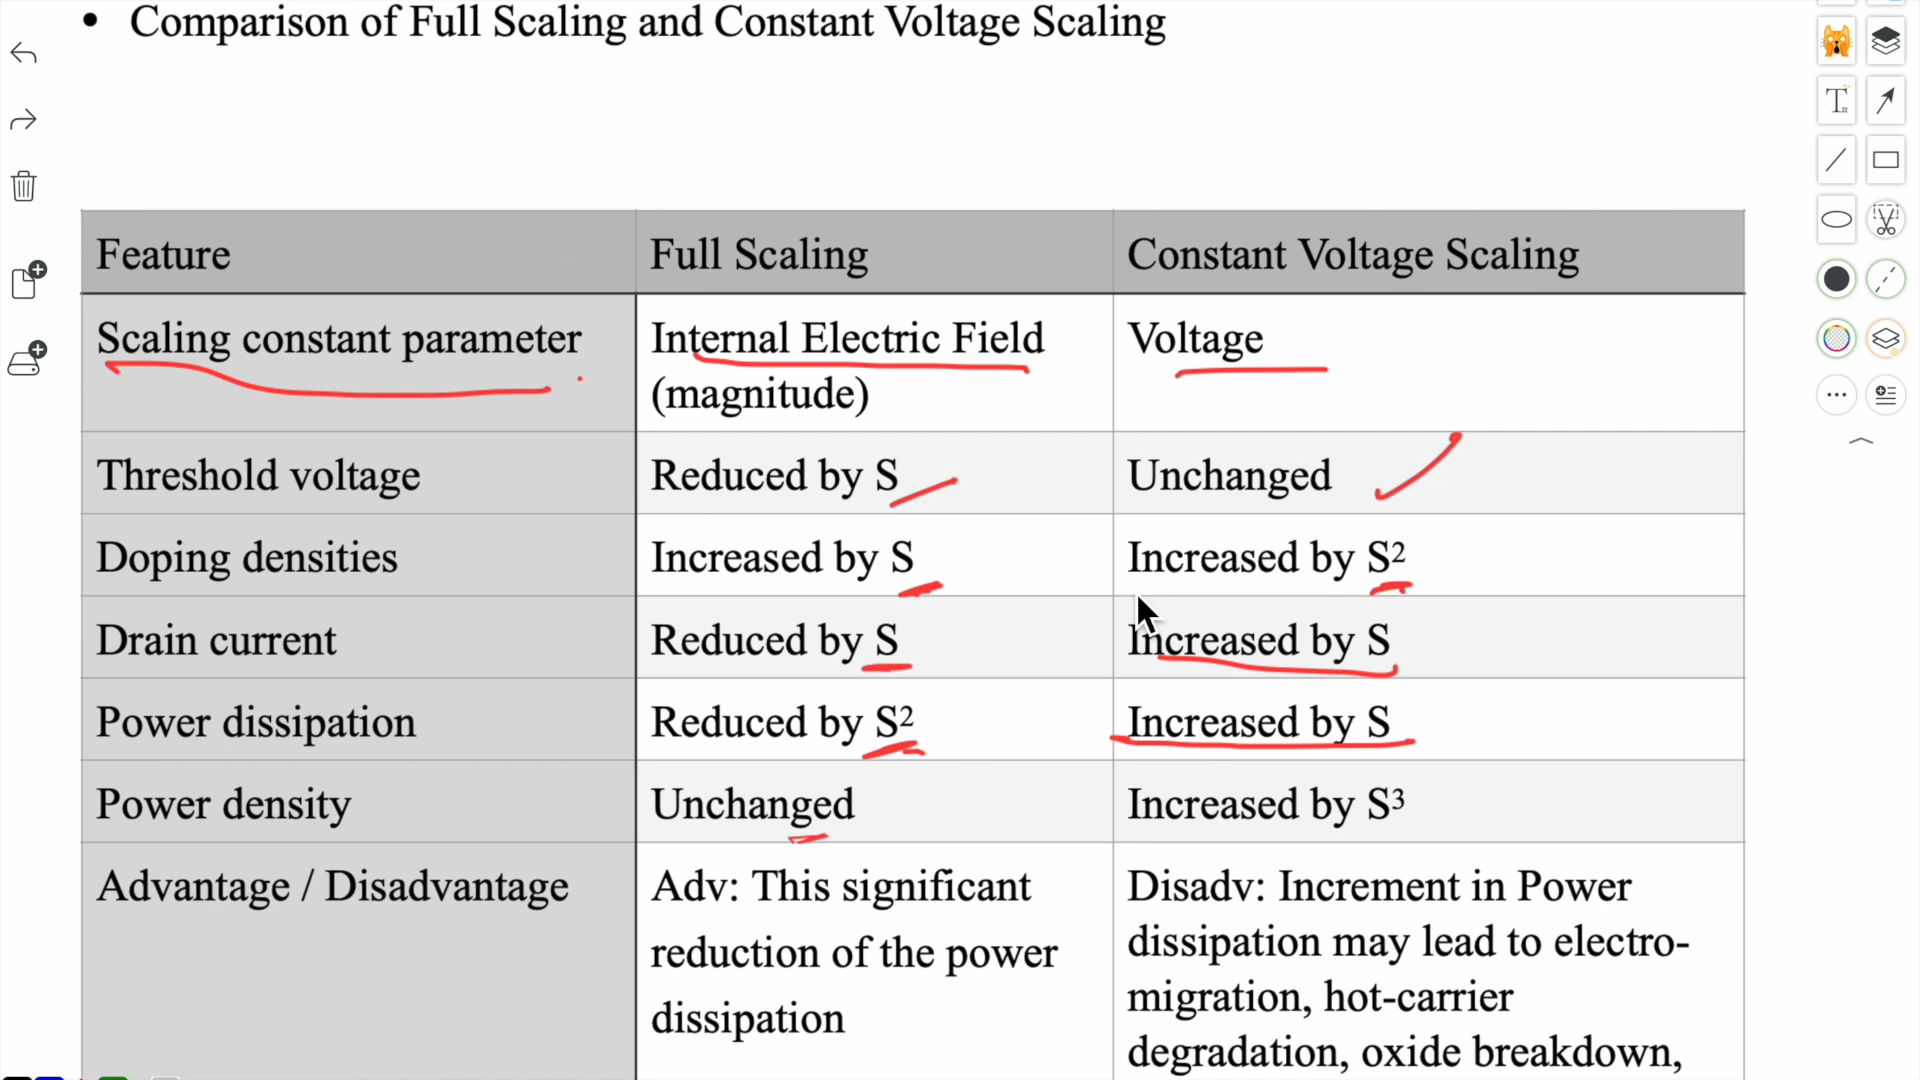 • Comparison of Full Scaling and Constant Voltage Scaling
Feature
Full Scaling
Constant Voltage Scaling
Scaling constant parameter
Internal Electric Field
(magnitude)
Voltage
Threshold voltage
Reduced by S
Unchanged
Doping densities
Increased by S
Increased by S²
Drain current
Reduced by S
Increased by S
Power dissipation
Reduced by S²
Increased by S
Power density
Unchanged
Increased by S³
Advantage / Disadvantage
Adv: This significant
reduction of the power
dissipation
Disadv: Increment in Power
dissipation may lead to electro-
migration, hot-carrier
degradation, oxide breakdown,